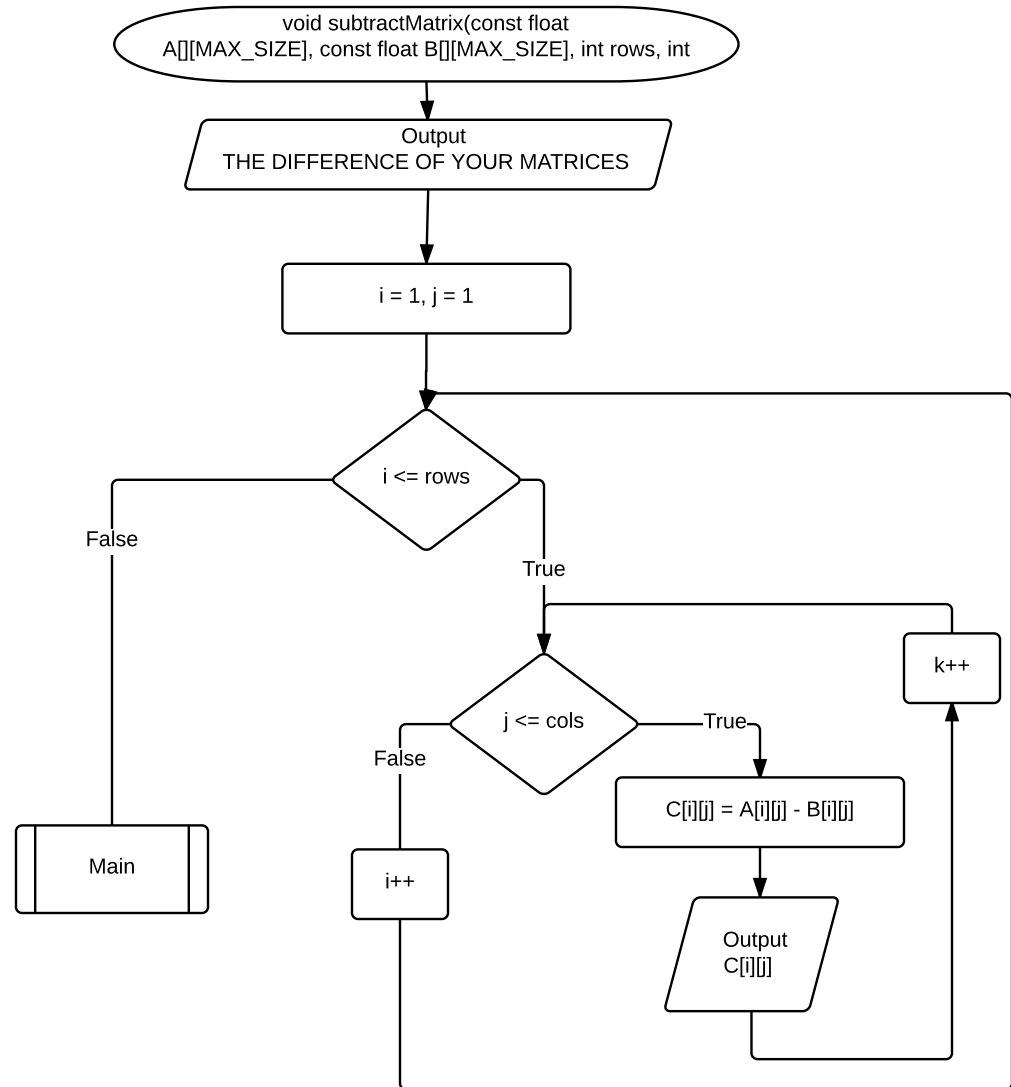 void subtractMatrix(const float
A[][MAX_SIZE], const float B[][MAX_SIZE], int rows, int
Output
THE DIFFERENCE OF YOUR MATRICES
i = 1, j = 1
i <= rows
False
True
k++
j <= cols
True
False
C[i][j] = A[i][j] - B[i][j]
Main
i++
Output
C[i][j]